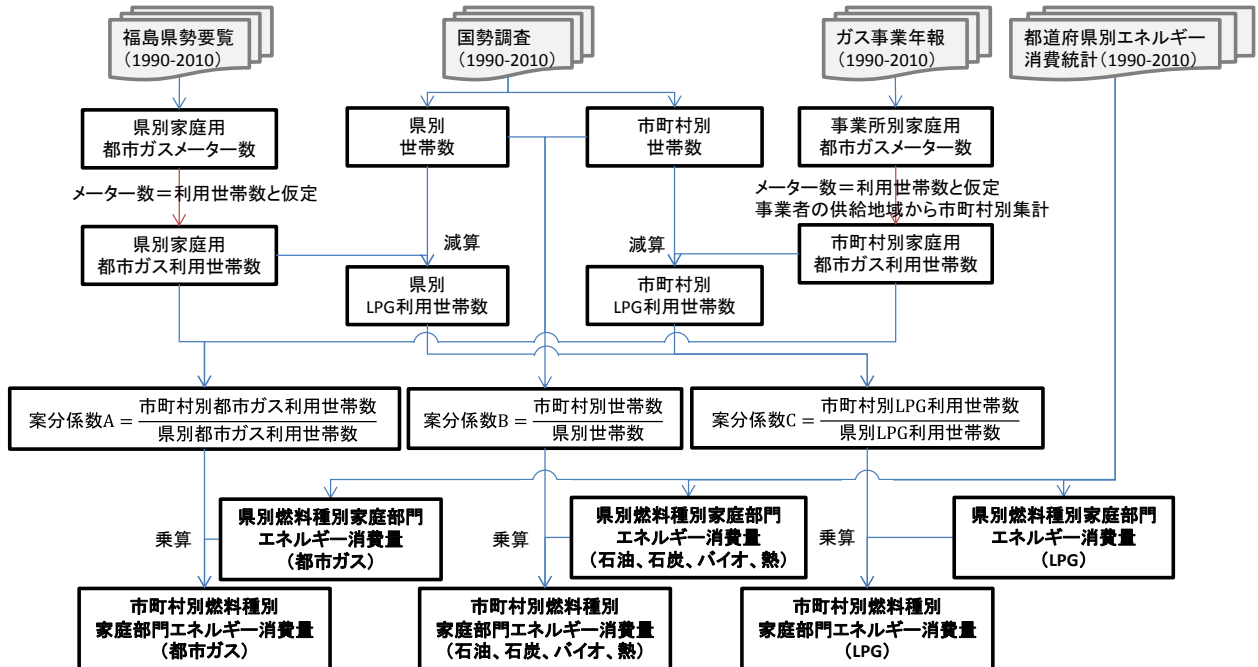 福島県勢要覧
(1990-2010)
国勢調査
(1990-2010)
ガス事業年報
(1990-2010)
都道府県別エネルギー
消費統計(1990-2010)
県別家庭用
都市ガスメーター数
県別
世帯数
市町村別
世帯数
事業所別家庭用
都市ガスメーター数
メーター数＝利用世帯数と仮定
メーター数＝利用世帯数と仮定
事業者の供給地域から市町村別集計
県別家庭用
都市ガス利用世帯数
減算
減算
市町村別家庭用
都市ガス利用世帯数
県別
LPG利用世帯数
市町村別
LPG利用世帯数
案分係数A = 市町村別都市ガス利用世帯数
県別都市ガス利用世帯数
案分係数B = 市町村別世帯数
県別世帯数
案分係数C = 市町村別LPG利用世帯数
県別LPG利用世帯数
乗算
県別燃料種別家庭部門
エネルギー消費量
(都市ガス)
乗算
県別燃料種別家庭部門
エネルギー消費量
(石油、石炭、バイオ、熱)
乗算
県別燃料種別家庭部門
エネルギー消費量
(LPG)
市町村別燃料種別
家庭部門エネルギー消費量
(都市ガス)
市町村別燃料種別
家庭部門エネルギー消費量
(石油、石炭、バイオ、熱)
市町村別燃料種別
家庭部門エネルギー消費量
(LPG)